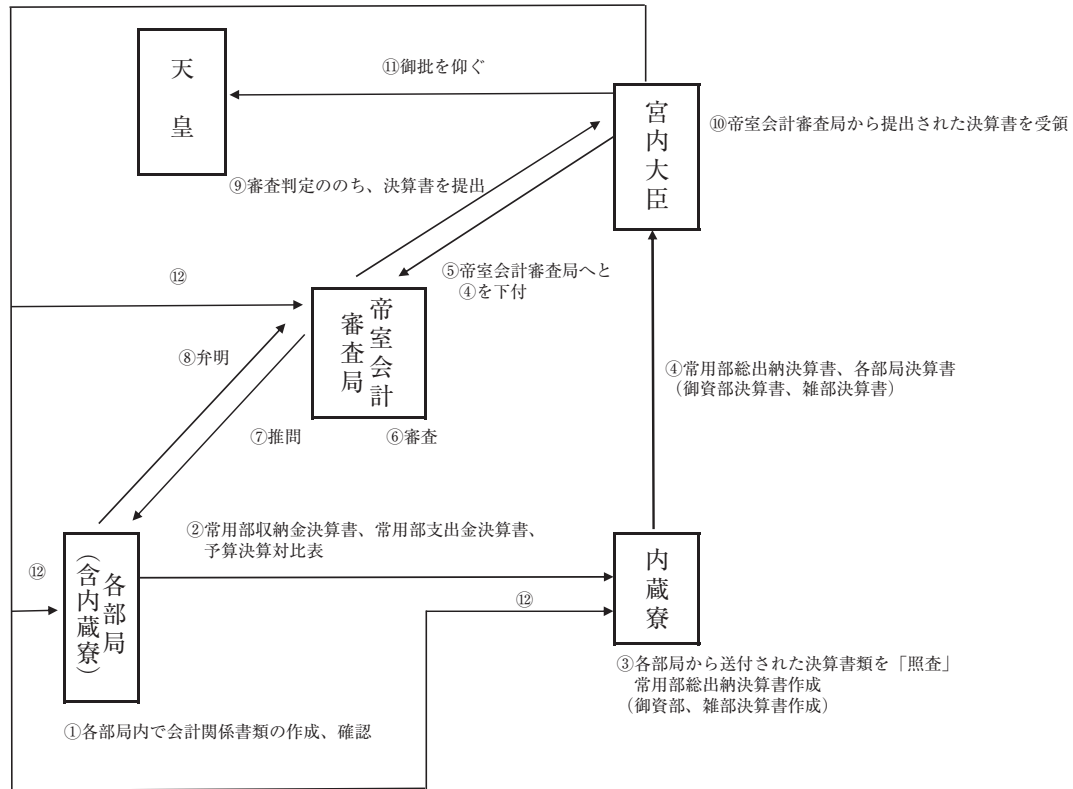 天皇
⑪御批を仰ぐ
宮内大臣
⑩帝室会計審査局から提出された決算書を受領
⑨審査判定ののち、決算書を提出
⑫
⑤帝室会計審査局へと
④を下付
帝室会計
審査局
⑧弁明
④常用部総出納決算書、各部局決算書
（御資部決算書、雑部決算書）
⑦推問
⑥審査
②常用部収納金決算書、常用部支出金決算書、
予算決算対比表
⑫
各部局
（含内蔵寮）
⑫
内蔵寮
③各部局から送付された決算書類を「照査」
常用部総出納決算書作成
（御資部、雑部決算書作成）
①各部局内で会計関係書類の作成、確認